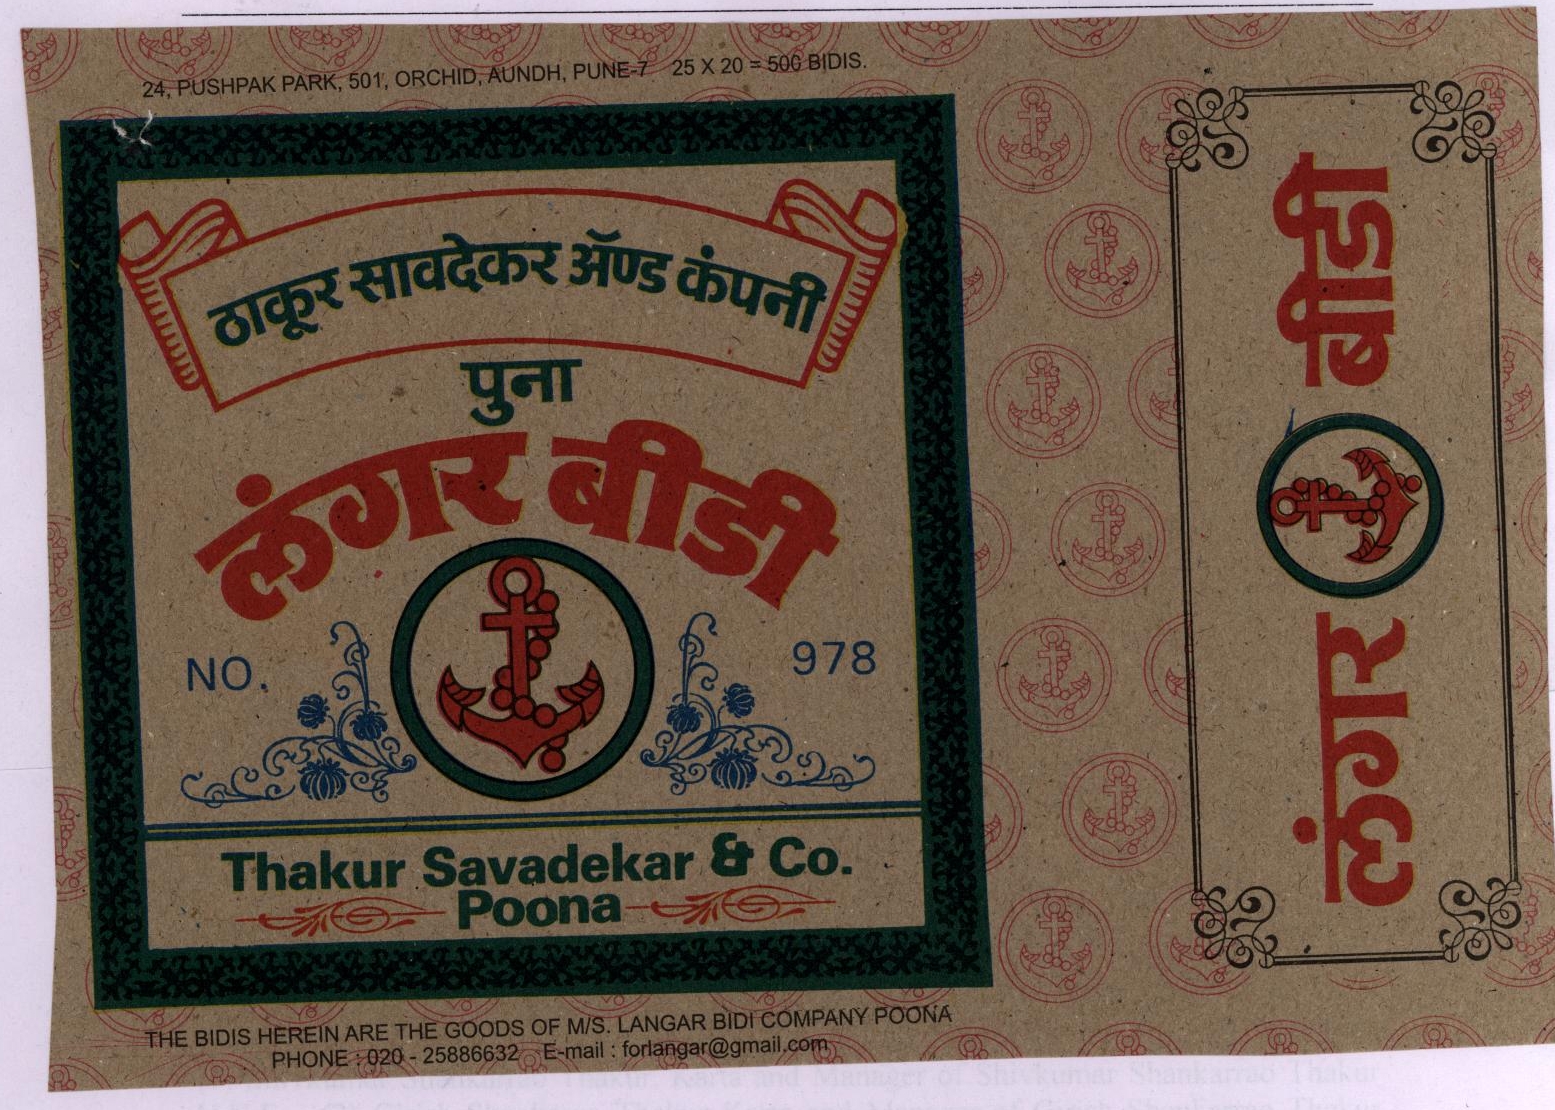 24, PUSHPAK PARK, 501, ORCHID, AUNDH, PUNE-7 25 X 20 = 500 BIDIS.
ठाकूर सावदेकर ॲण्ड कंपनी
पुना
लंगर बीडी
NO. 978
Thakur Savadekar & Co.
Poona
THE BIDIS HEREIN ARE THE GOODS OF M/S. LANGAR BIDI COMPANY POONA
PHONE : 020 - 25886632 E-mail : forlangar@gmail.com
लंगर बीडी